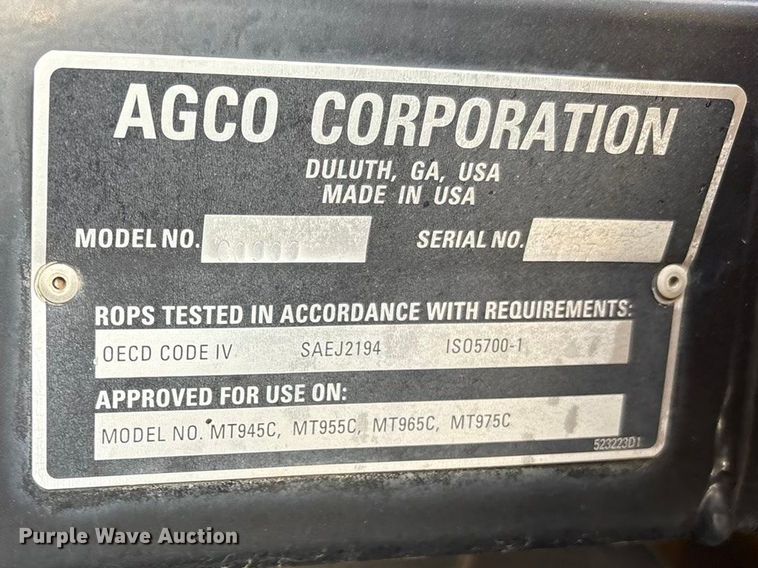 AGCO CORPORATION
DULUTH, GA, USA
MADE IN USA
MODEL NO. SERIAL NO.
ROPS TESTED IN ACCORDANCE WITH REQUIREMENTS:
OECD CODE IV SAEJ2194 ISO5700-1
APPROVED FOR USE ON:
MODEL NO. MT945C, MT955C, MT965C, MT975C
523223D1
Purple Wave Auction